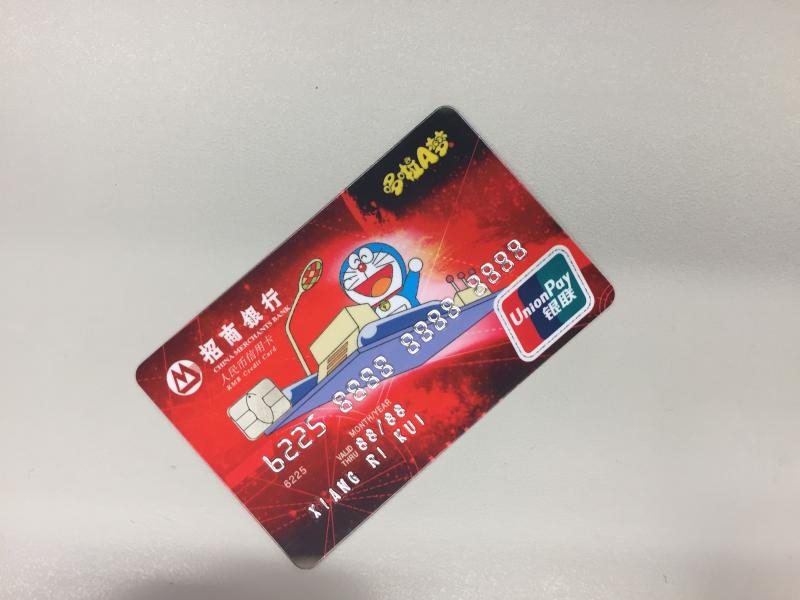 哆啦A梦
招商银行
CHINA MERCHANTS BANK
人民币信用卡
RMB Credit Card
UnionPay
银联
6225 8888 8888 8888
6225
MONTH/YEAR
VALID THRU 88/88
XIANG RI KUI